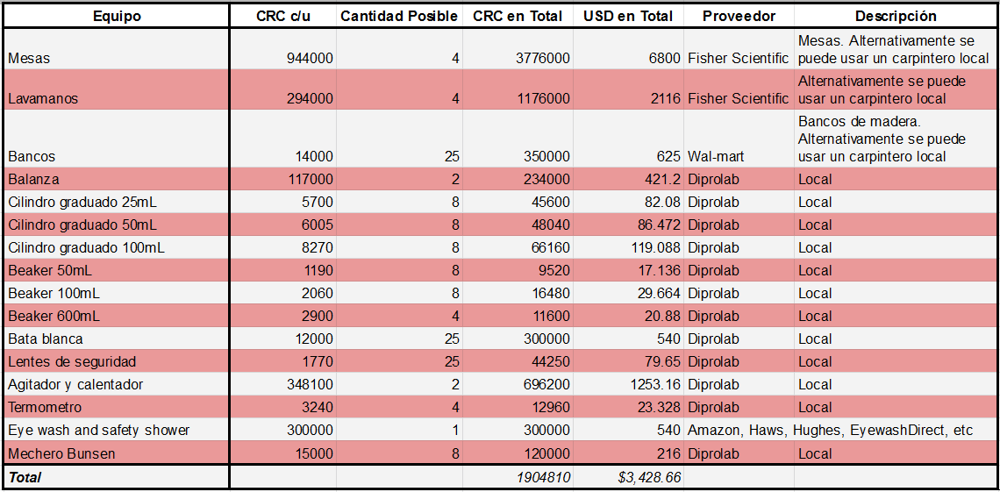 Equipo CRC c/u Cantidad Posible CRC en Total USD en Total Proveedor Descripción
Mesas 944000 4 3776000 6800 Fisher Scientific Mesas. Alternativamente se
puede usar un carpintero local
Lavamanos 294000 4 1176000 2116 Fisher Scientific Alternativamente se puede
usar un carpintero local
Bancos 14000 25 350000 625 Wal-mart Bancos de madera.
Alternativamente se puede
usar un carpintero local
Balanza 117000 2 234000 421.2 Diprolab Local
Cilindro graduado 25mL 5700 8 45600 82.08 Diprolab Local
Cilindro graduado 50mL 6005 8 48040 86.472 Diprolab Local
Cilindro graduado 100mL 8270 8 66160 119.088 Diprolab Local
Beaker 50mL 1190 8 9520 17.136 Diprolab Local
Beaker 100mL 2060 8 16480 29.664 Diprolab Local
Beaker 600mL 2900 4 11600 20.88 Diprolab Local
Bata blanca 12000 25 300000 540 Diprolab Local
Lentes de seguridad 1770 25 44250 79.65 Diprolab Local
Agitador y calentador 348100 2 696200 1253.16 Diprolab Local
Termometro 3240 4 12960 23.328 Diprolab Local
Eye wash and safety shower 300000 1 300000 540 Amazon, Haws, Hughes, EyewashDirect, etc
Mechero Bunsen 15000 8 120000 216 Diprolab Local
Total 1904810 $3,428.66